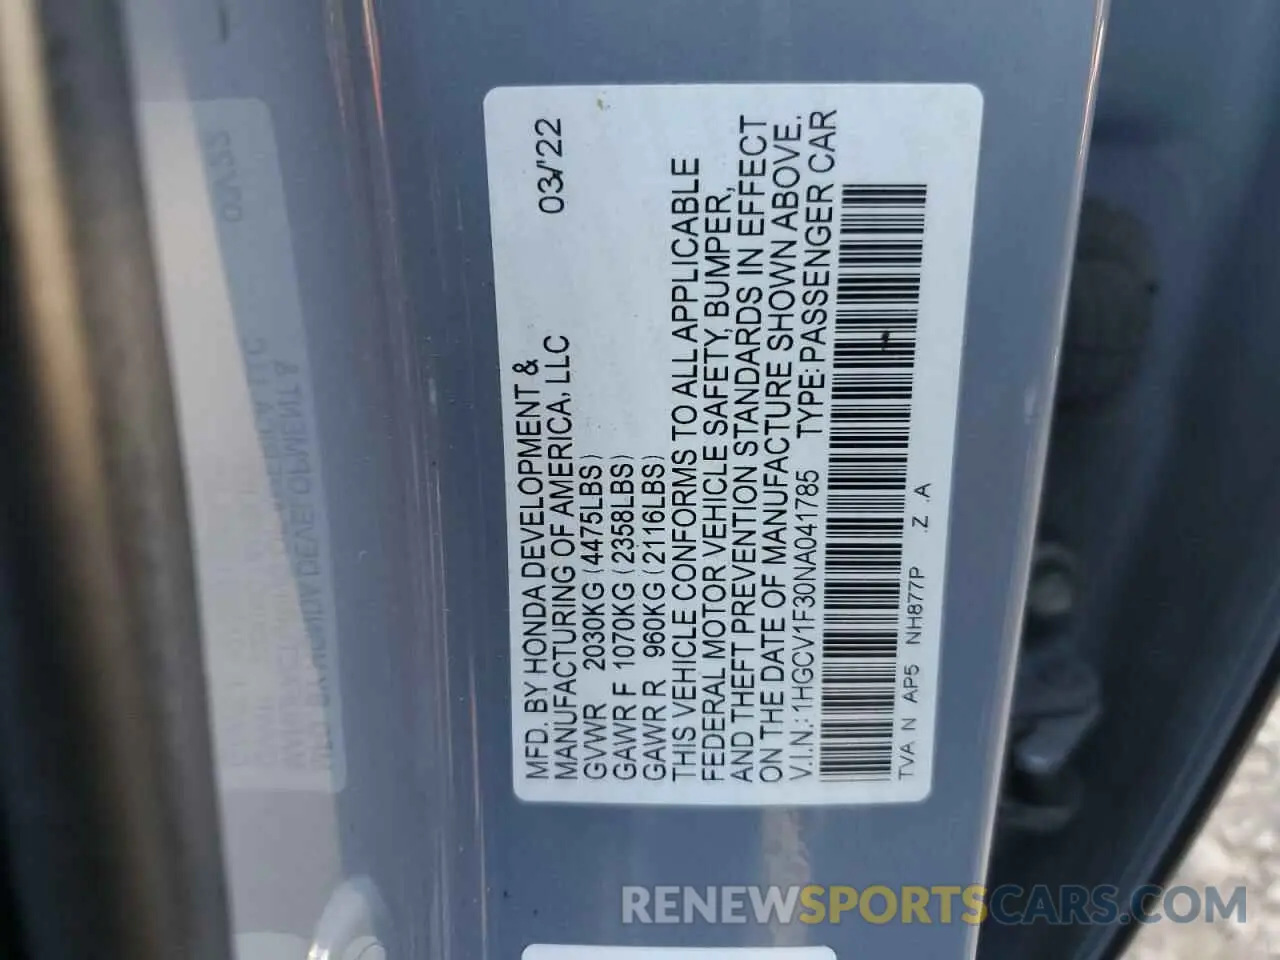 MFD. BY HONDA DEVELOPMENT &
MANUFACTURING OF AMERICA, LLC 03/'22
GVWR 2030KG (4475LBS)
GAWR F 1070KG (2358LBS)
GAWR R 960KG (2116LBS)
THIS VEHICLE CONFORMS TO ALL APPLICABLE
FEDERAL MOTOR VEHICLE SAFETY, BUMPER,
AND THEFT PREVENTION STANDARDS IN EFFECT
ON THE DATE OF MANUFACTURE SHOWN ABOVE.
V.I.N.: 1HGCV1F30NA041785 TYPE: PASSENGER CAR
TVA N AP5 NH877P .Z .A
RENEWSPORTSCARS.COM